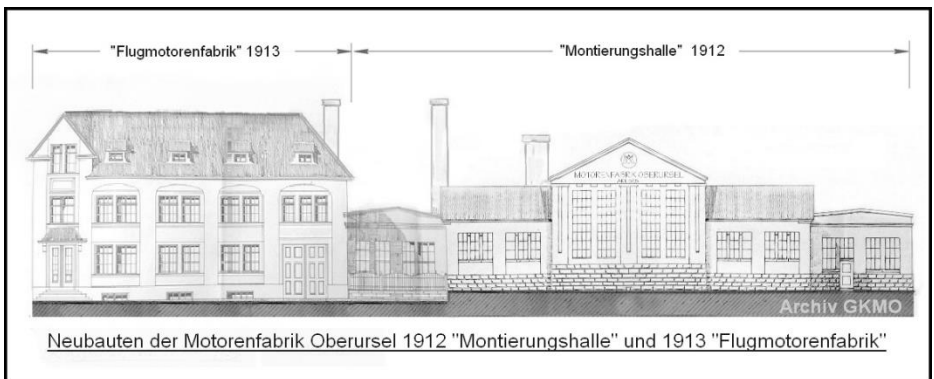 "Flugmotorenfabrik" 1913
"Montierungshalle" 1912
MOTORENFABRIK OBERURSEL
Archiv GKMO
Neubauten der Motorenfabrik Oberursel 1912 "Montierungshalle" und 1913 "Flugmotorenfabrik"